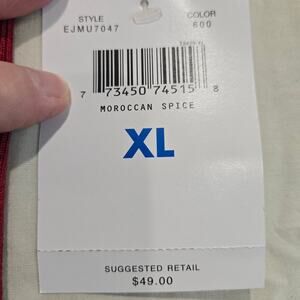 STYLE COLOR
EJMU7047 600
7 73450 74515 8
MOROCCAN SPICE
XL
SUGGESTED RETAIL
$49.00